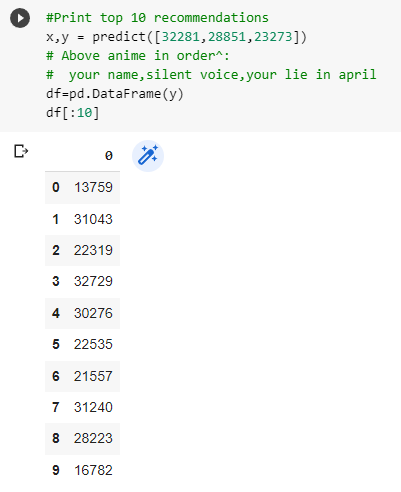 #Print top 10 recommendations
x,y = predict([32281,28851,23273])
# Above anime in order^:
#  your name,silent voice,your lie in april
df=pd.DataFrame(y)
df[:10]
0
0 13759
1 31043
2 22319
3 32729
4 30276
5 22535
6 21557
7 31240
8 28223
9 16782